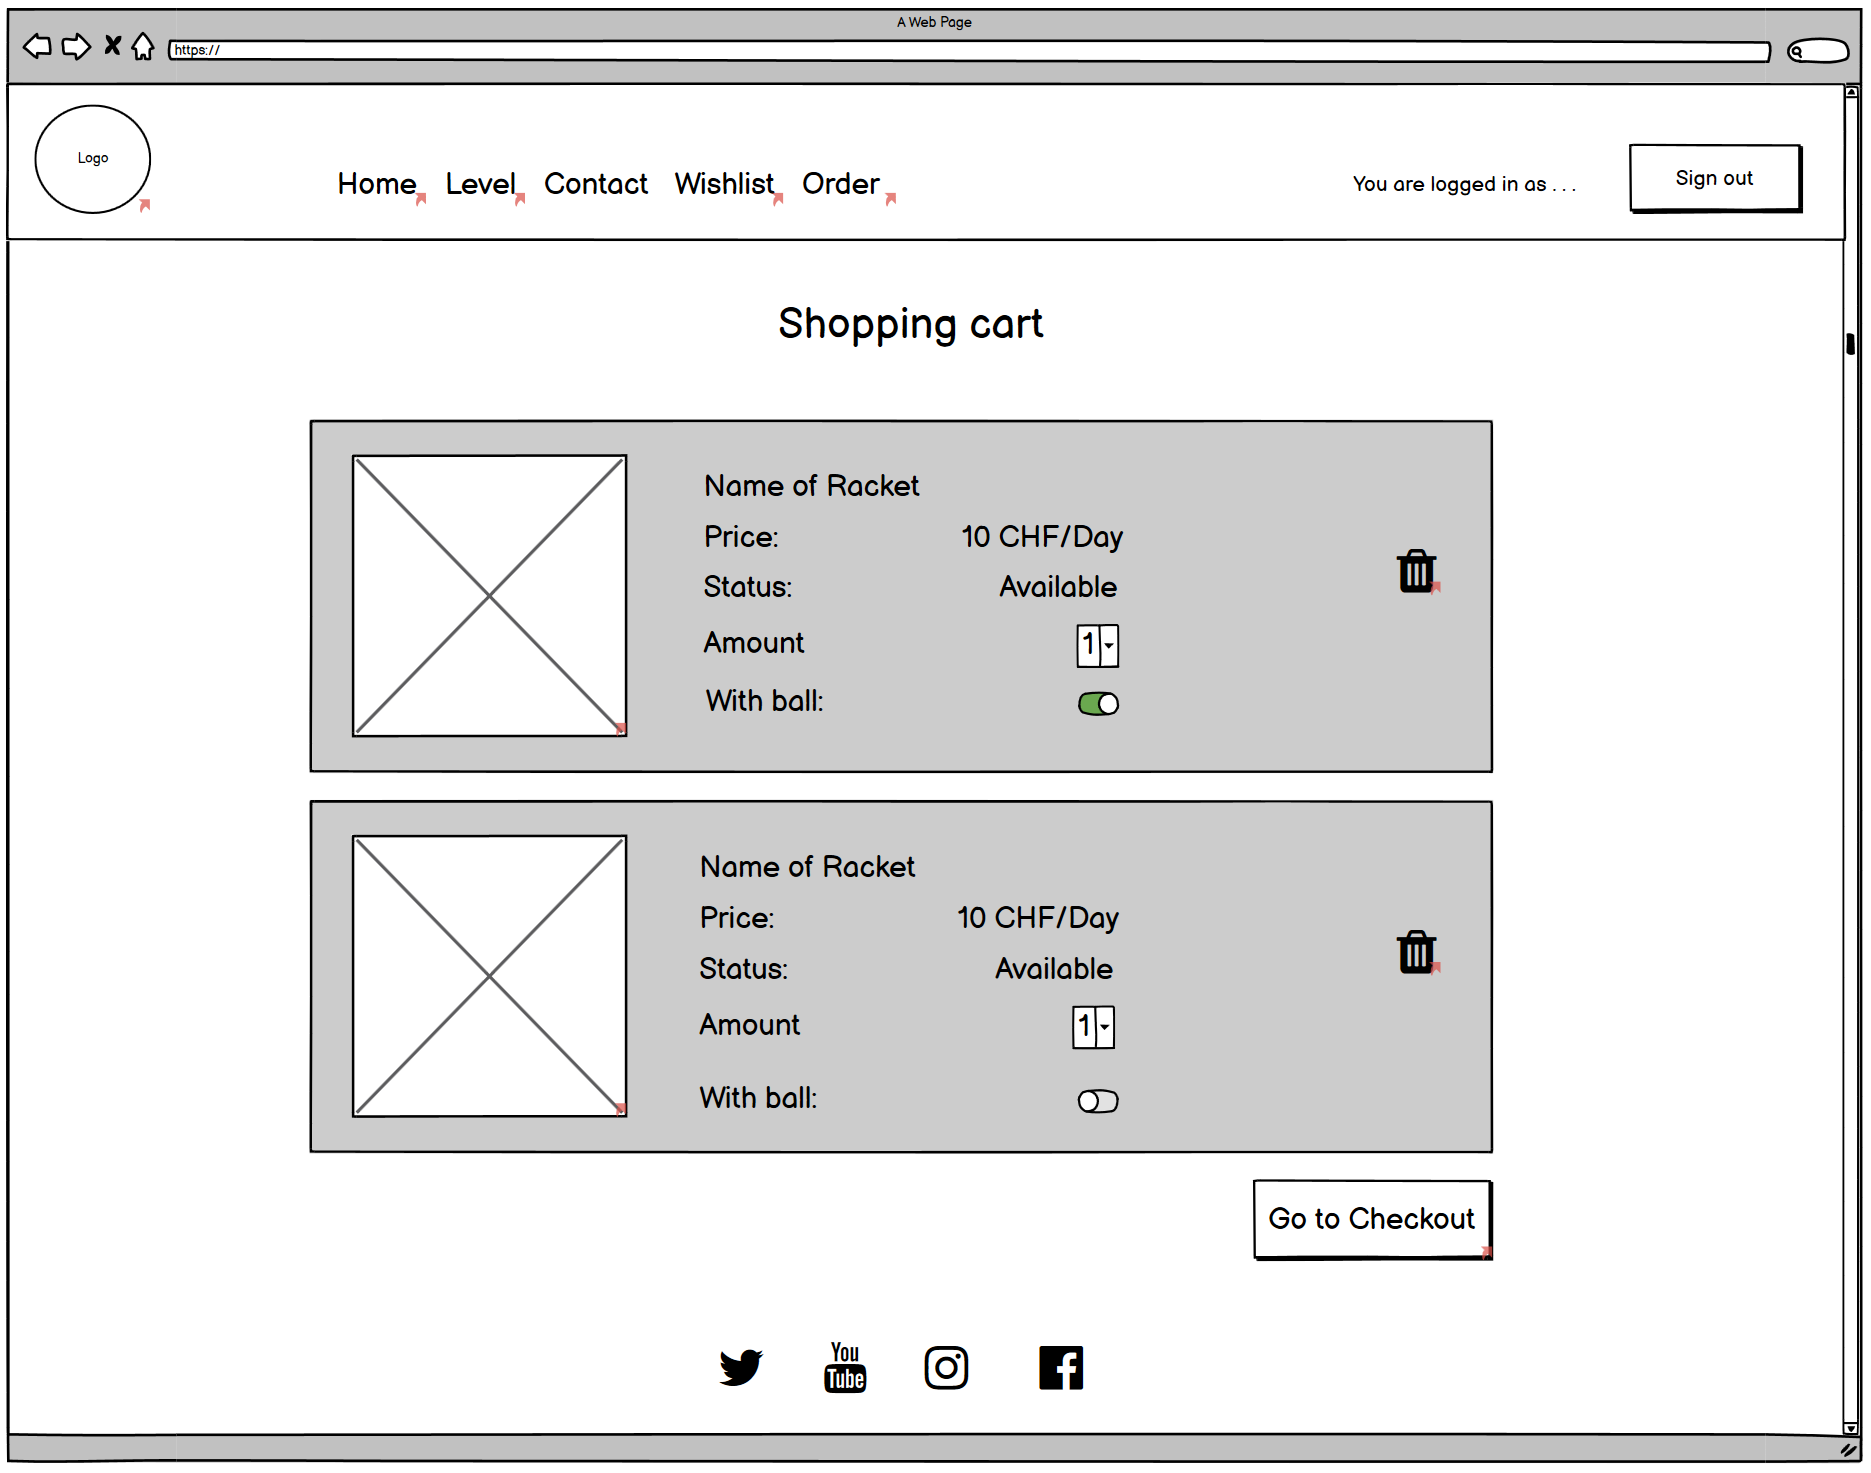 A Web Page
https://
Logo
Home Level Contact Wishlist Order
You are logged in as . . .
Sign out
Shopping cart
Name of Racket
Price: 10 CHF/Day
Status: Available
Amount 1
With ball:
Name of Racket
Price: 10 CHF/Day
Status: Available
Amount 1
With ball:
Go to Checkout
You
Tube